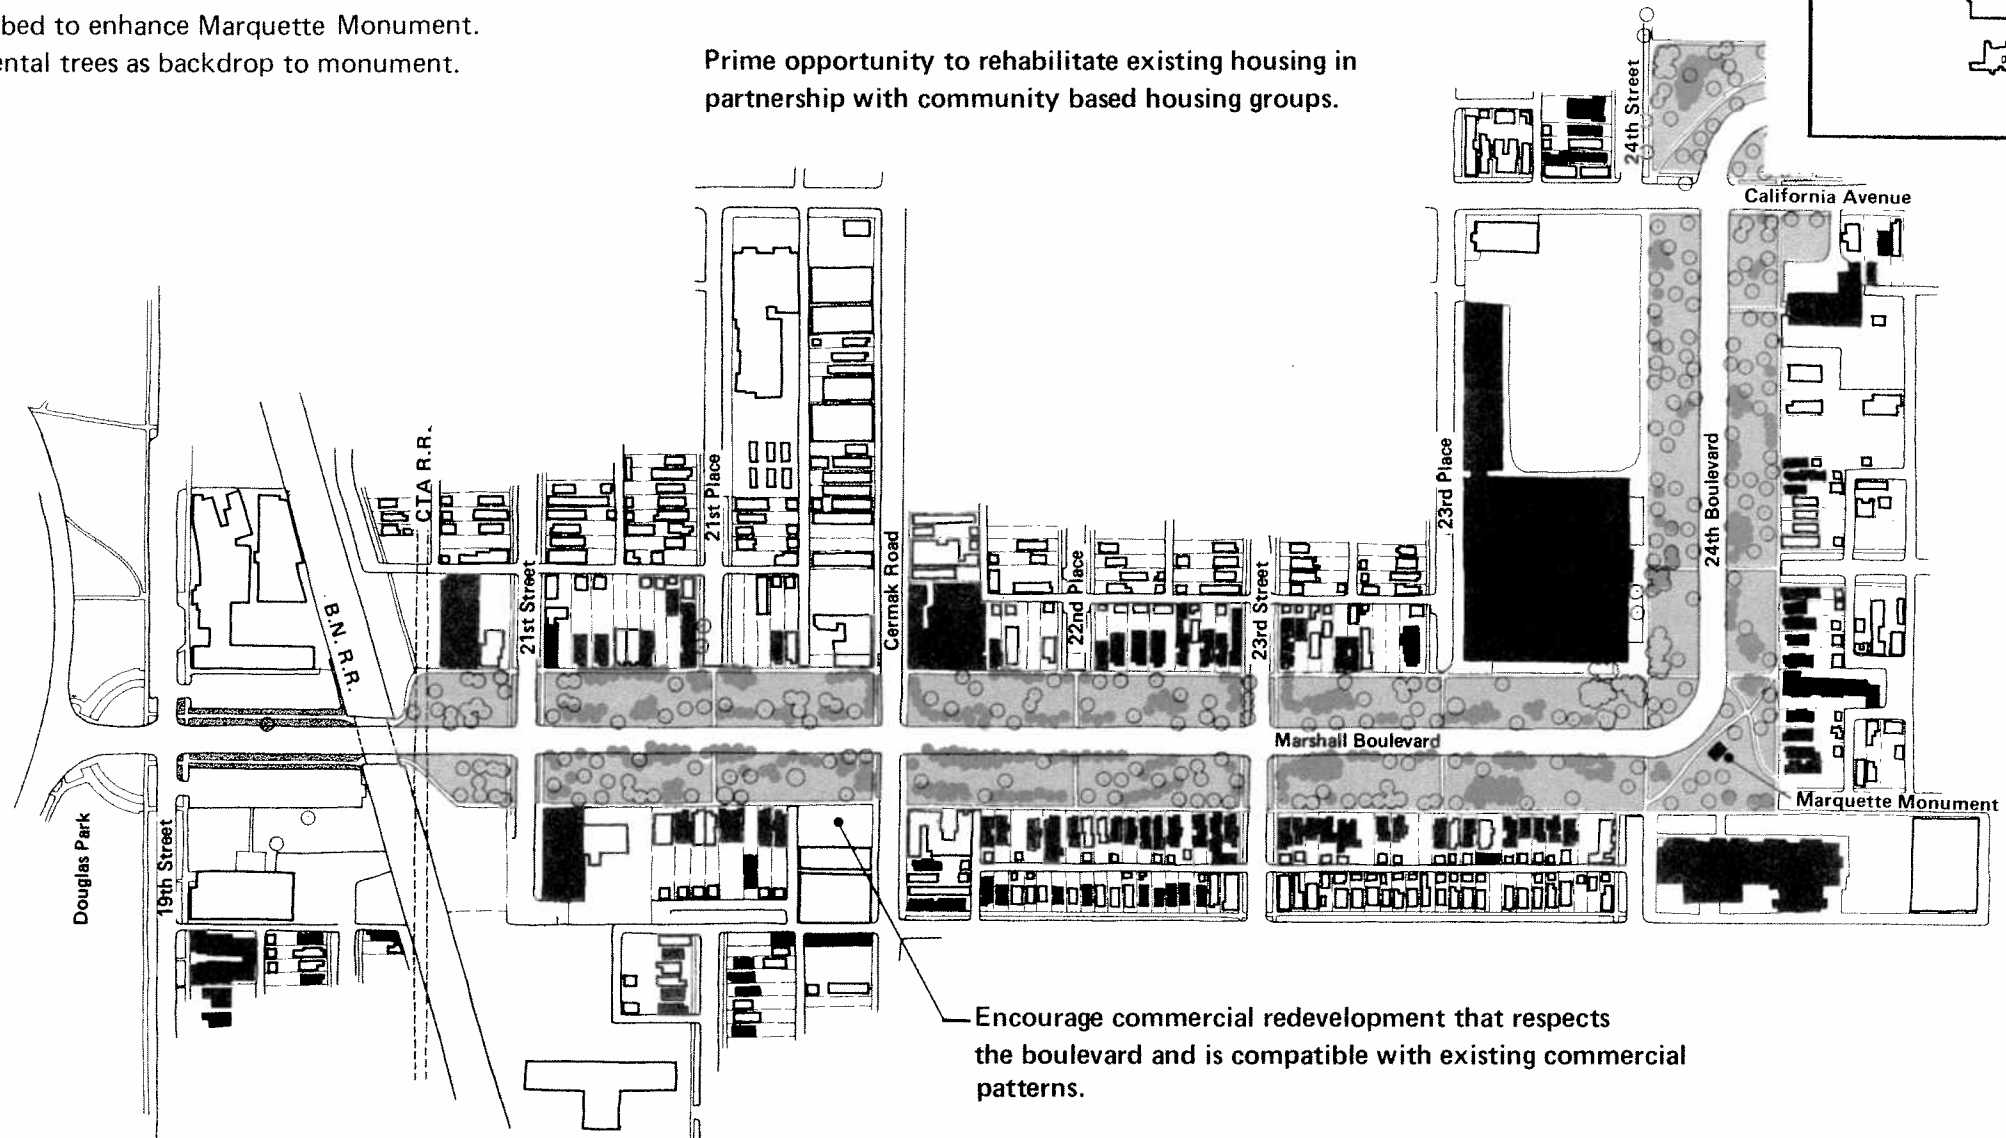 bed to enhance Marquette Monument.
ental trees as backdrop to monument.
Prime opportunity to rehabilitate existing housing in
partnership with community based housing groups.
24th Street
California Avenue
CTA R.R.
21st Place
23rd Place
24th Boulevard
B.N. R.R.
21st Street
Cermak Road
22nd Place
23rd Street
Marshall Boulevard
Marquette Monument
Douglas Park
19th Street
Encourage commercial redevelopment that respects
the boulevard and is compatible with existing commercial
patterns.